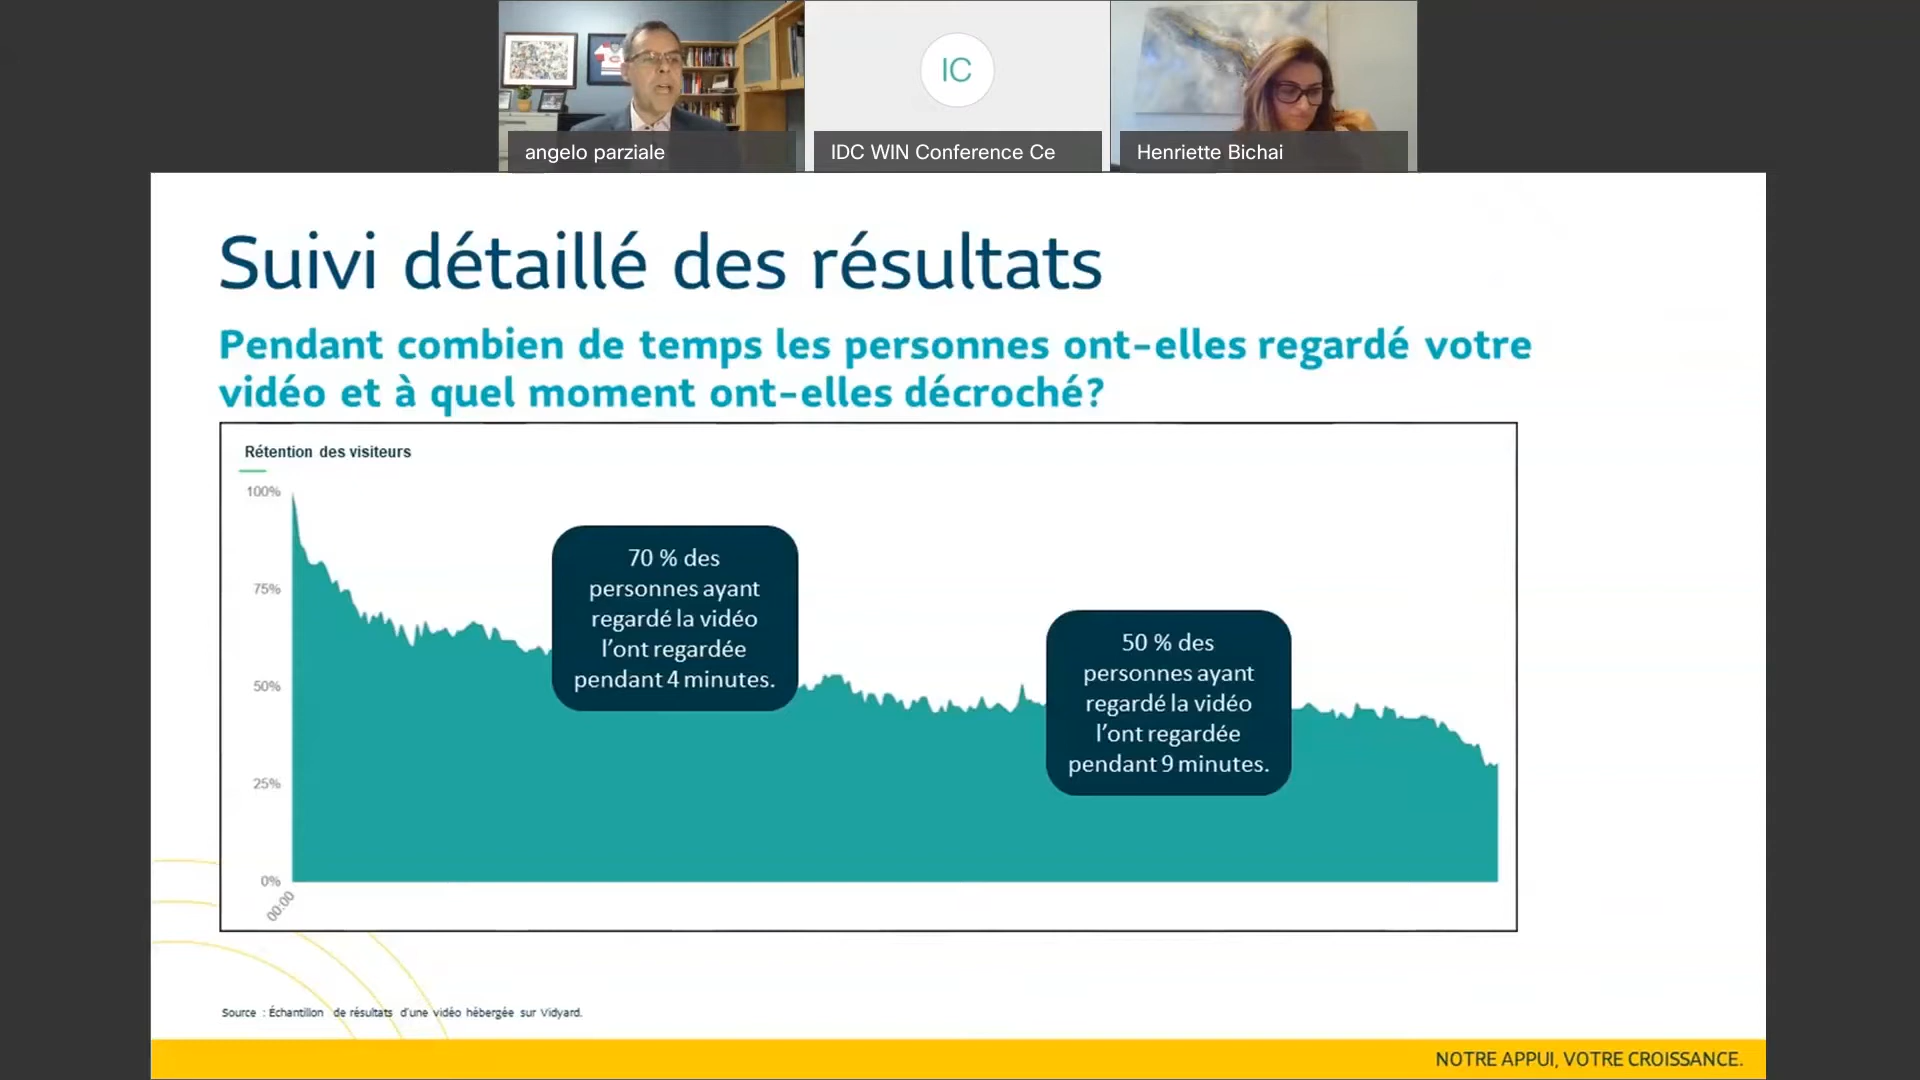 IC
angelo parziale
IDC WIN Conference Ce
Henriette Bichai
Suivi détaillé des résultats
Pendant combien de temps les personnes ont-elles regardé votre
vidéo et à quel moment ont-elles décroché?
Rétention des visiteurs
100%
75%
50%
25%
0%
00:00
70 % des
personnes ayant
regardé la vidéo
l’ont regardée
pendant 4 minutes.
50 % des
personnes ayant
regardé la vidéo
l’ont regardée
pendant 9 minutes.
Source : Échantillon de résultats d'une vidéo hébergée sur Vidyard.
NOTRE APPUI, VOTRE CROISSANCE.